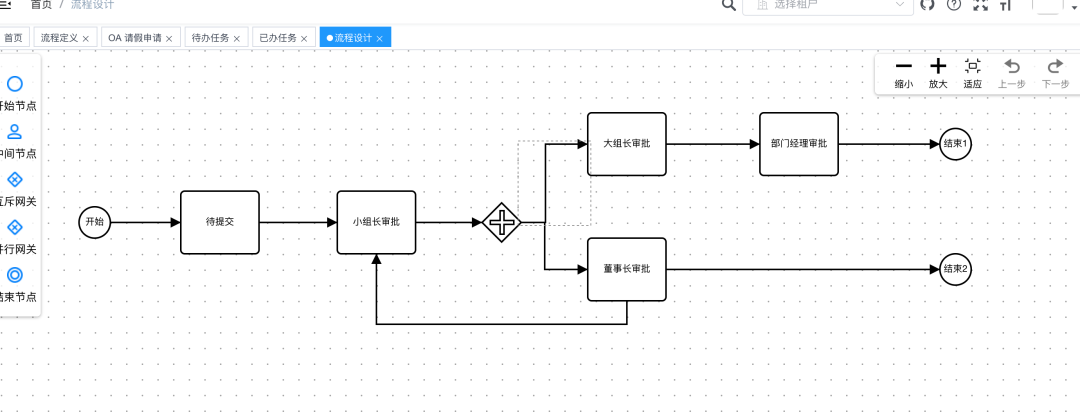 首页 / 流程设计
选择租户
首页
流程定义 ×
OA 请假申请 ×
待办任务 ×
已办任务 ×
流程设计 ×
缩小
放大
适应
上一步
下一步
开始节点
中间节点
互斥网关
并行网关
结束节点
开始
待提交
小组长审批
大组长审批
部门经理审批
结束1
董事长审批
结束2